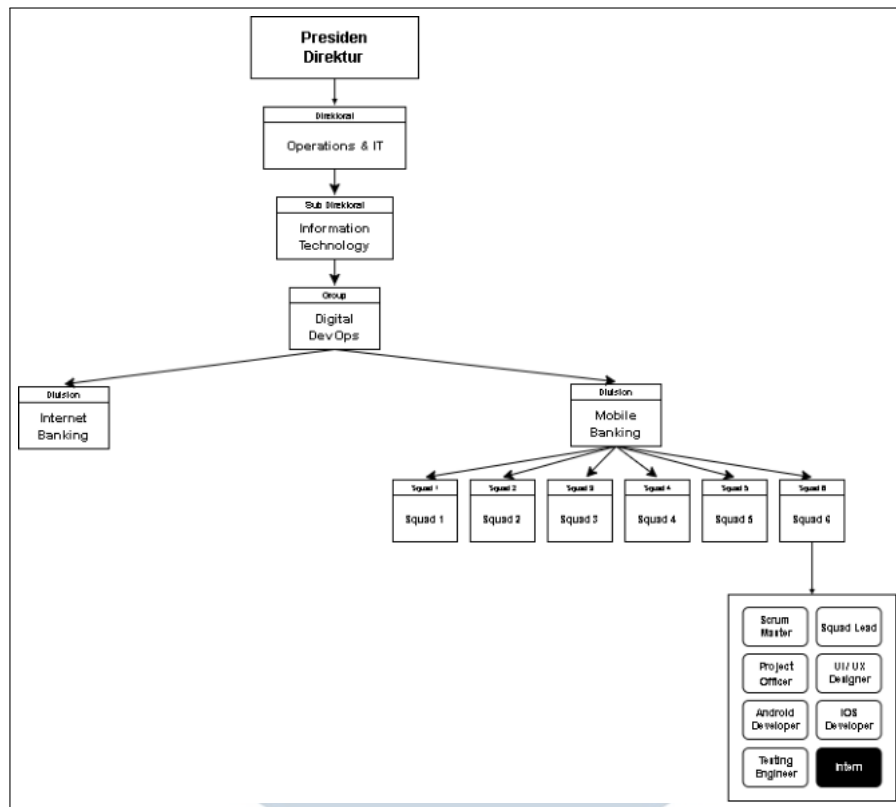 Presiden
Direktur
Direktorat
Operations & IT
Sub Direktorat
Information
Technology
Group
Digital
DevOps
Division
Internet
Banking
Division
Mobile
Banking
Squad 1
Squad 2
Squad 3
Squad 4
Squad 5
Squad 6
Squad 1
Squad 2
Squad 3
Squad 4
Squad 5
Squad 6
Scrum
Master
Squad Lead
Project
Officer
UI/ UX
Designer
Android
Developer
IOS
Developer
Testing
Engineer
Intern